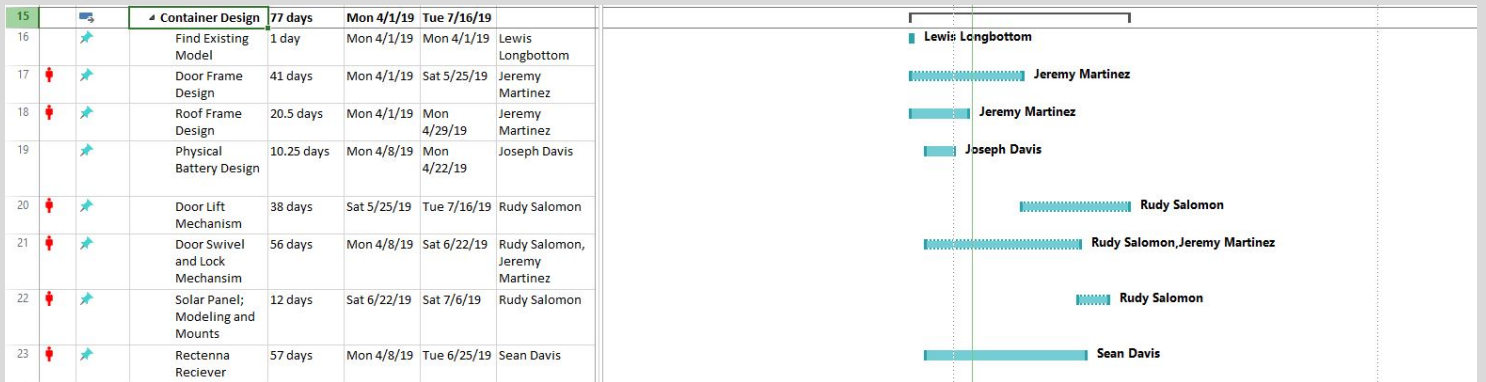 15 Container Design 77 days Mon 4/1/19 Tue 7/16/19
16 Find Existing 1 day Mon 4/1/19 Mon 4/1/19 Lewis Lewis Longbottom
Model Longbottom
17 Door Frame 41 days Mon 4/1/19 Sat 5/25/19 Jeremy Jeremy Martinez
Design Martinez
18 Roof Frame 20.5 days Mon 4/1/19 Mon Jeremy Jeremy Martinez
Design 4/29/19 Martinez
19 Physical 10.25 days Mon 4/8/19 Mon Joseph Davis Joseph Davis
Battery Design 4/22/19
20 Door Lift 38 days Sat 5/25/19 Tue 7/16/19 Rudy Salomon Rudy Salomon
Mechanism
21 Door Swivel 56 days Mon 4/8/19 Sat 6/22/19 Rudy Salomon, Rudy Salomon,Jeremy Martinez
and Lock Jeremy
Mechansim Martinez
22 Solar Panel; 12 days Sat 6/22/19 Sat 7/6/19 Rudy Salomon Rudy Salomon
Modeling and
Mounts
23 Rectenna 57 days Mon 4/8/19 Tue 6/25/19 Sean Davis Sean Davis
Reciever